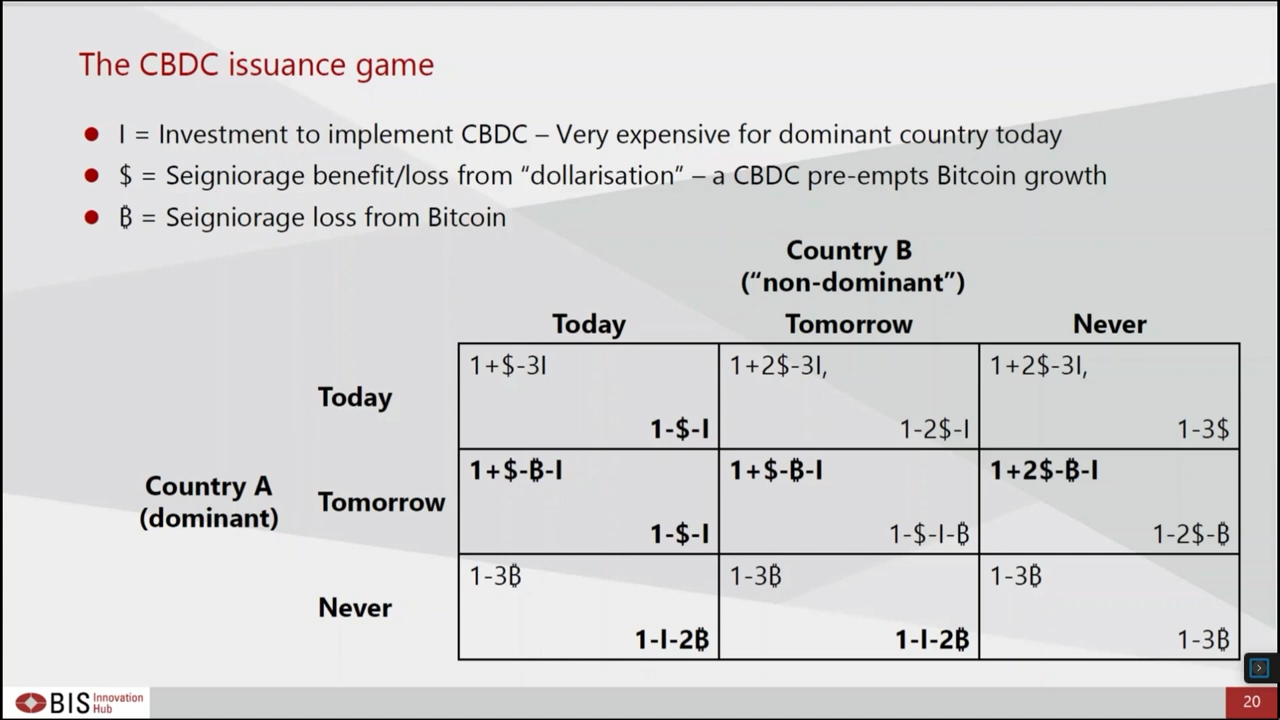 The CBDC issuance game
● I = Investment to implement CBDC – Very expensive for dominant country today
● $ = Seigniorage benefit/loss from “dollarisation” – a CBDC pre-empts Bitcoin growth
● ₿ = Seigniorage loss from Bitcoin
Country B
(“non-dominant”)
Today Tomorrow Never
1+$-3I 1+2$-3I, 1+2$-3I,
Today
1-$-I 1-2$-I 1-3$
1+$-₿-I 1+$-₿-I 1+2$-₿-I
Country A
(dominant)
Tomorrow
1-$-I 1-$-I-₿ 1-2$-₿
1-3₿ 1-3₿ 1-3₿
Never
1-I-2₿ 1-I-2₿ 1-3₿
BIS Innovation
Hub
20